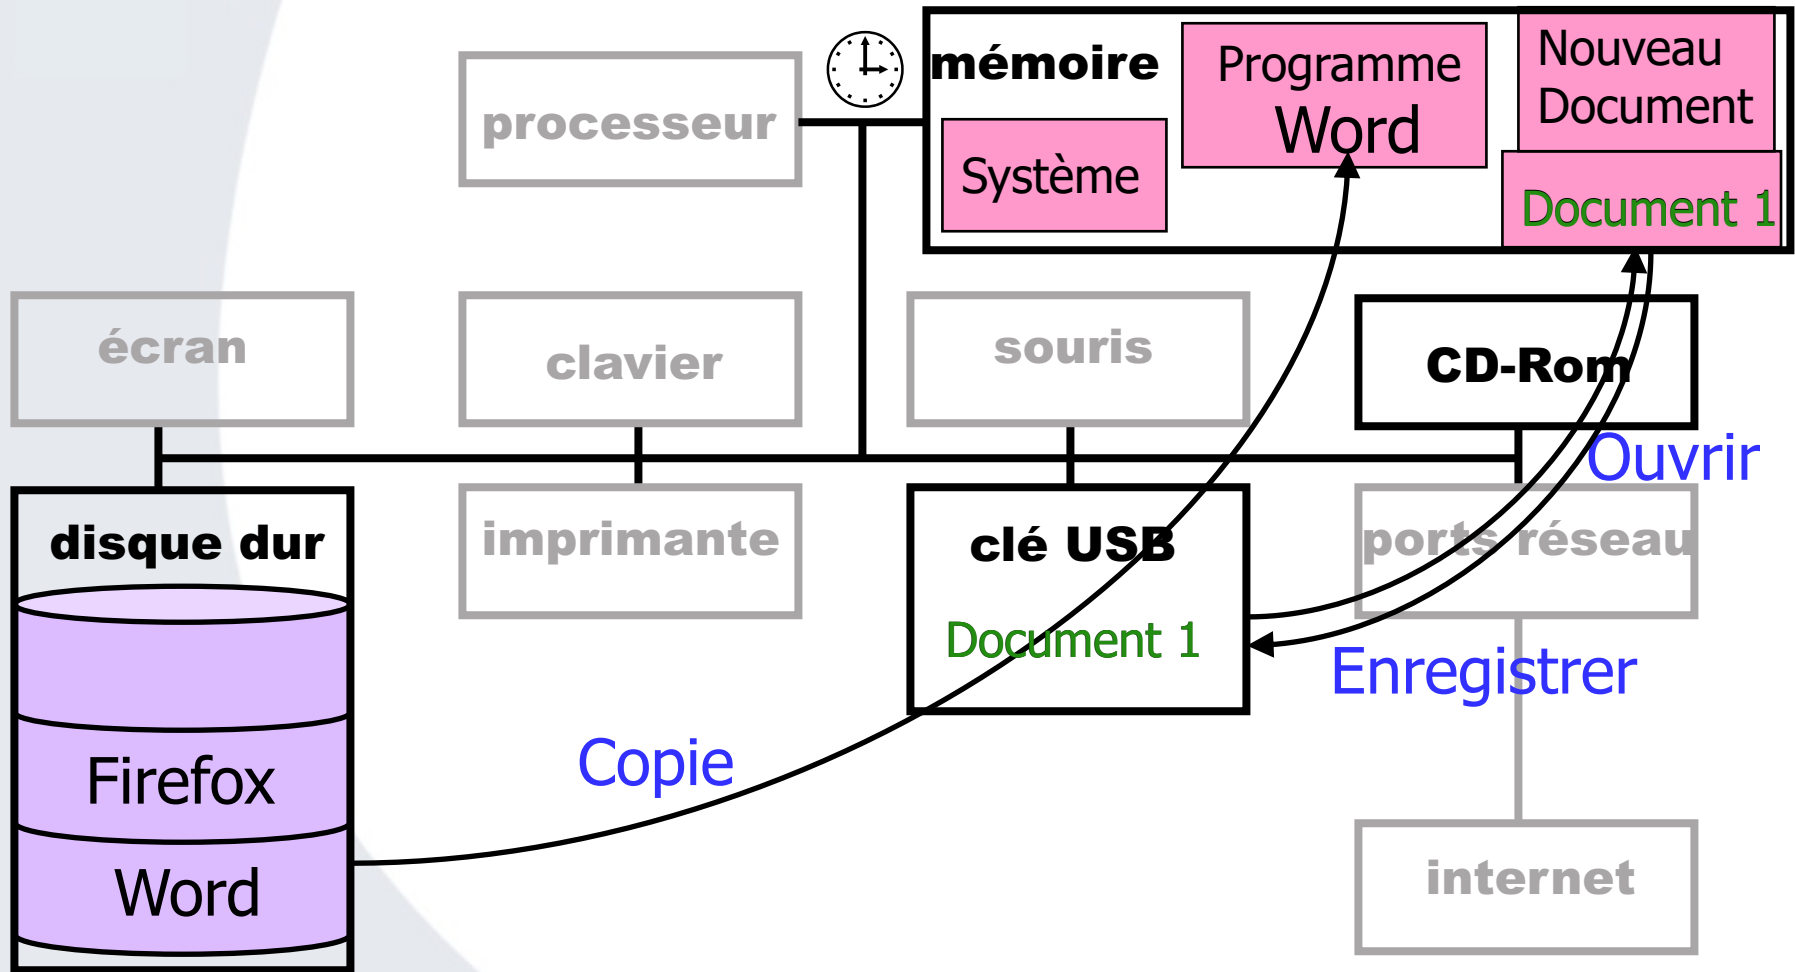 mémoire
Programme
Word
Nouveau
Document
processeur
Système
Document 1
écran
clavier
souris
CD-Rom
Ouvrir
disque dur
imprimante
clé USB
ports réseau
Document 1
Enregistrer
Copie
Firefox
Word
internet